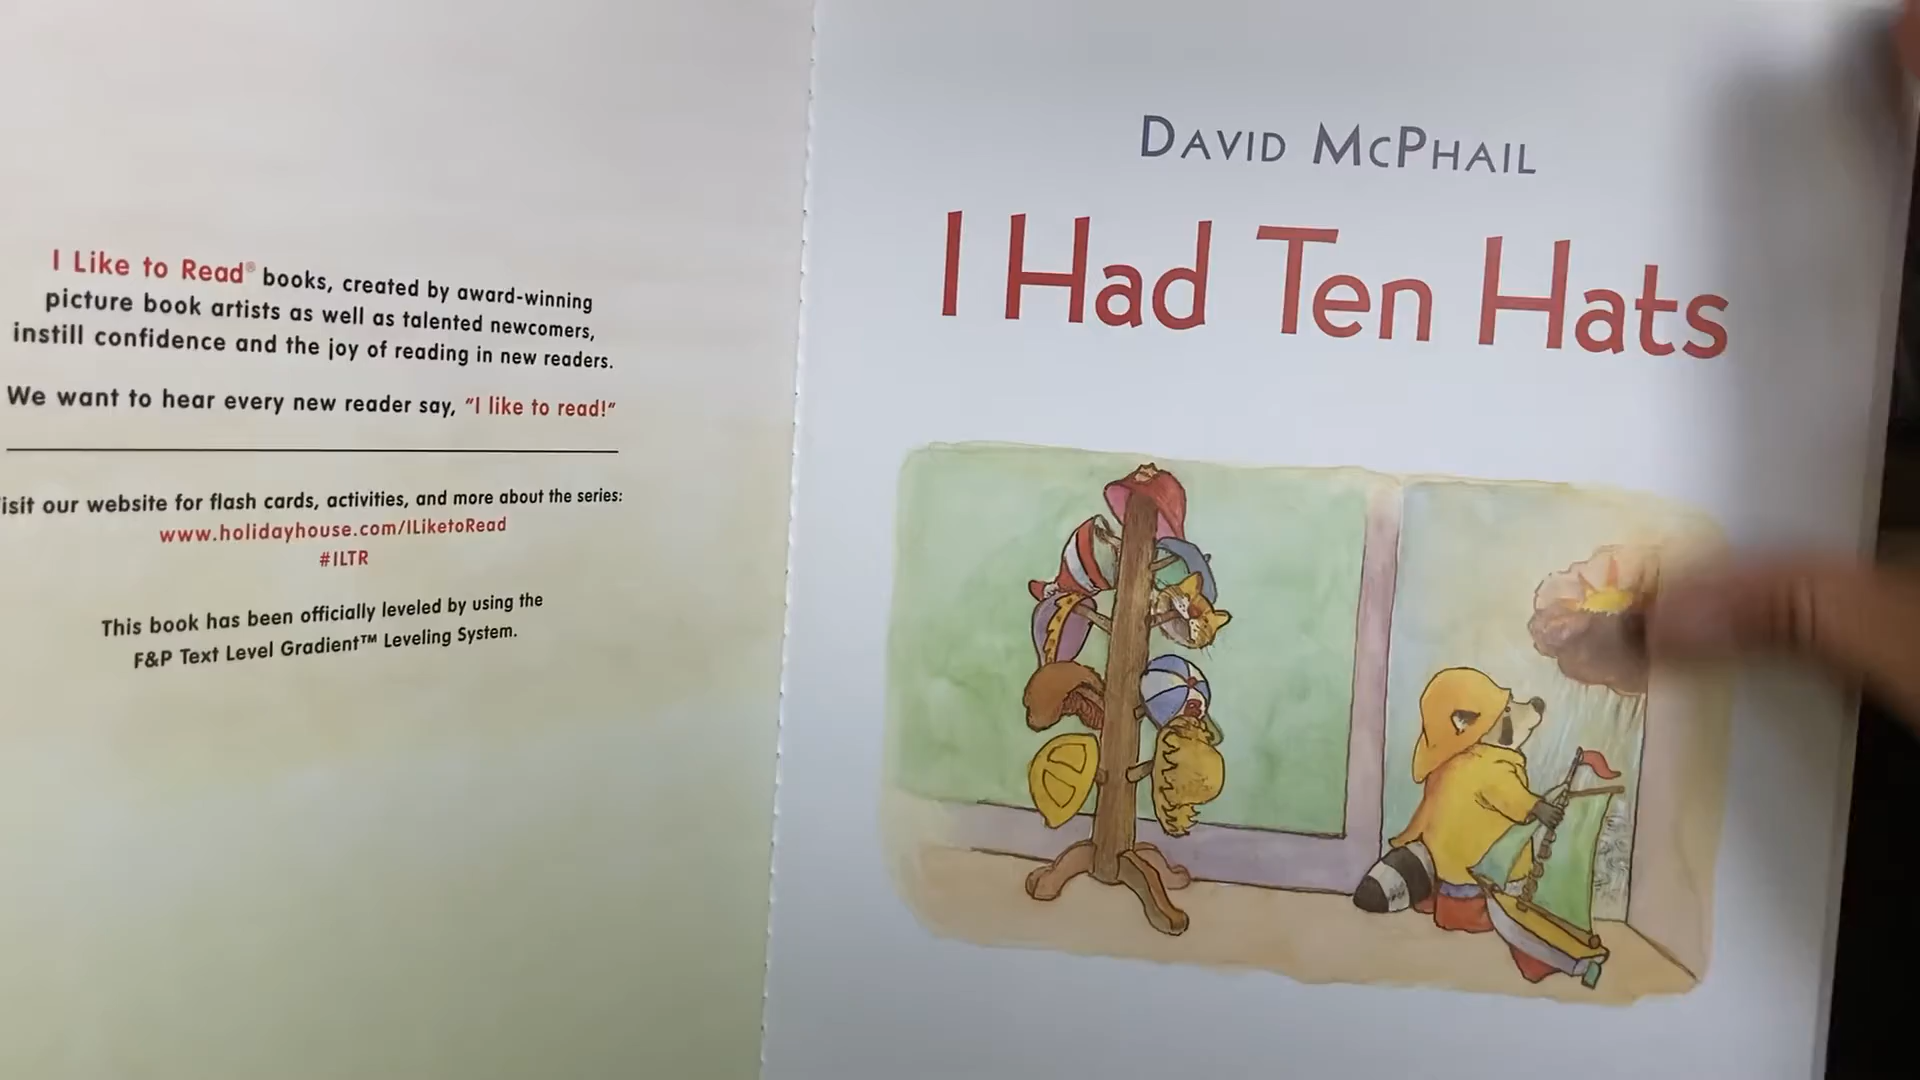 I Like to Read® books, created by award-winning
picture book artists as well as talented newcomers,
instill confidence and the joy of reading in new readers.
We want to hear every new reader say, "I like to read!"
isit our website for flash cards, activities, and more about the series:
www.holidayhouse.com/ILiketoRead
#ILTR
This book has been officially leveled by using the
F&P Text Level Gradient™ Leveling System.
DAVID MCPHAIL
I Had Ten Hats